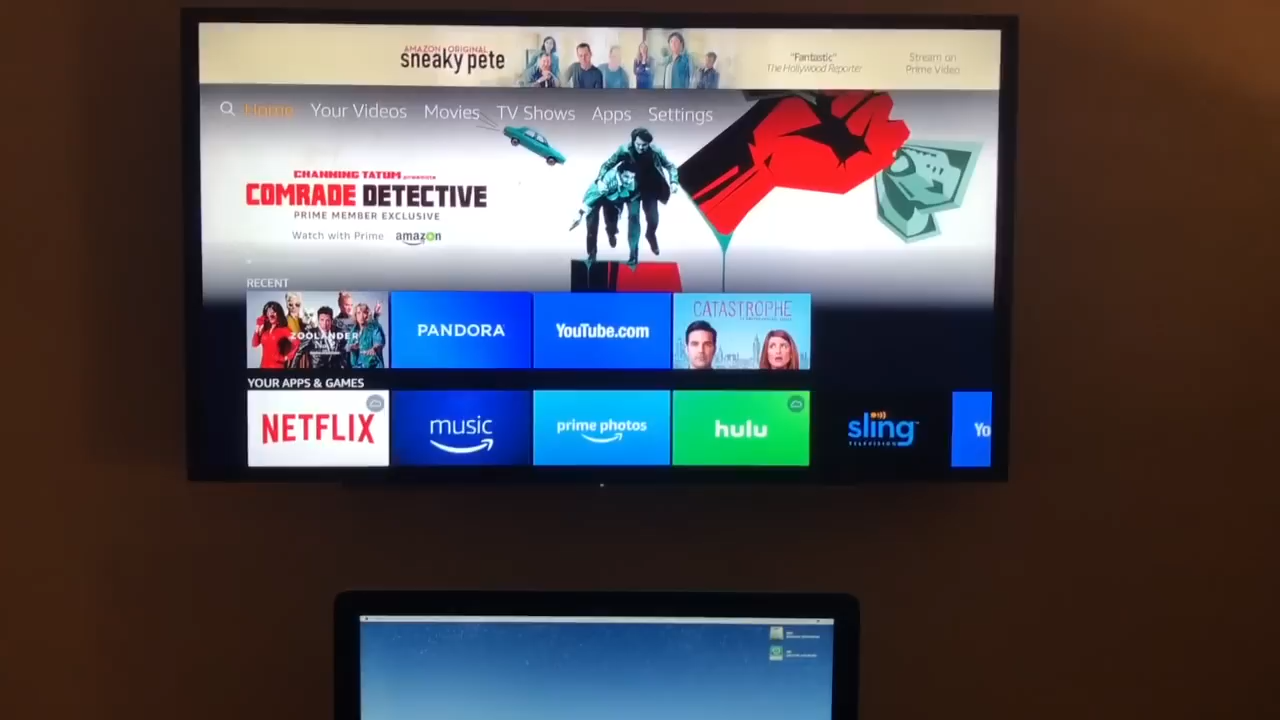 AMAZON ORIGINAL
sneaky pete
"Fantastic"
The Hollywood Reporter
Stream on
Prime Video
Home Your Videos Movies TV Shows Apps Settings
CHANNING TATUM presents
COMRADE DETECTIVE
PRIME MEMBER EXCLUSIVE
Watch with Prime amazon
RECENT
ZOOLANDER
PANDORA
YouTube.com
CATASTROPHE
YOUR APPS & GAMES
NETFLIX
music
prime photos
hulu
sling
TELEVISION
Yo